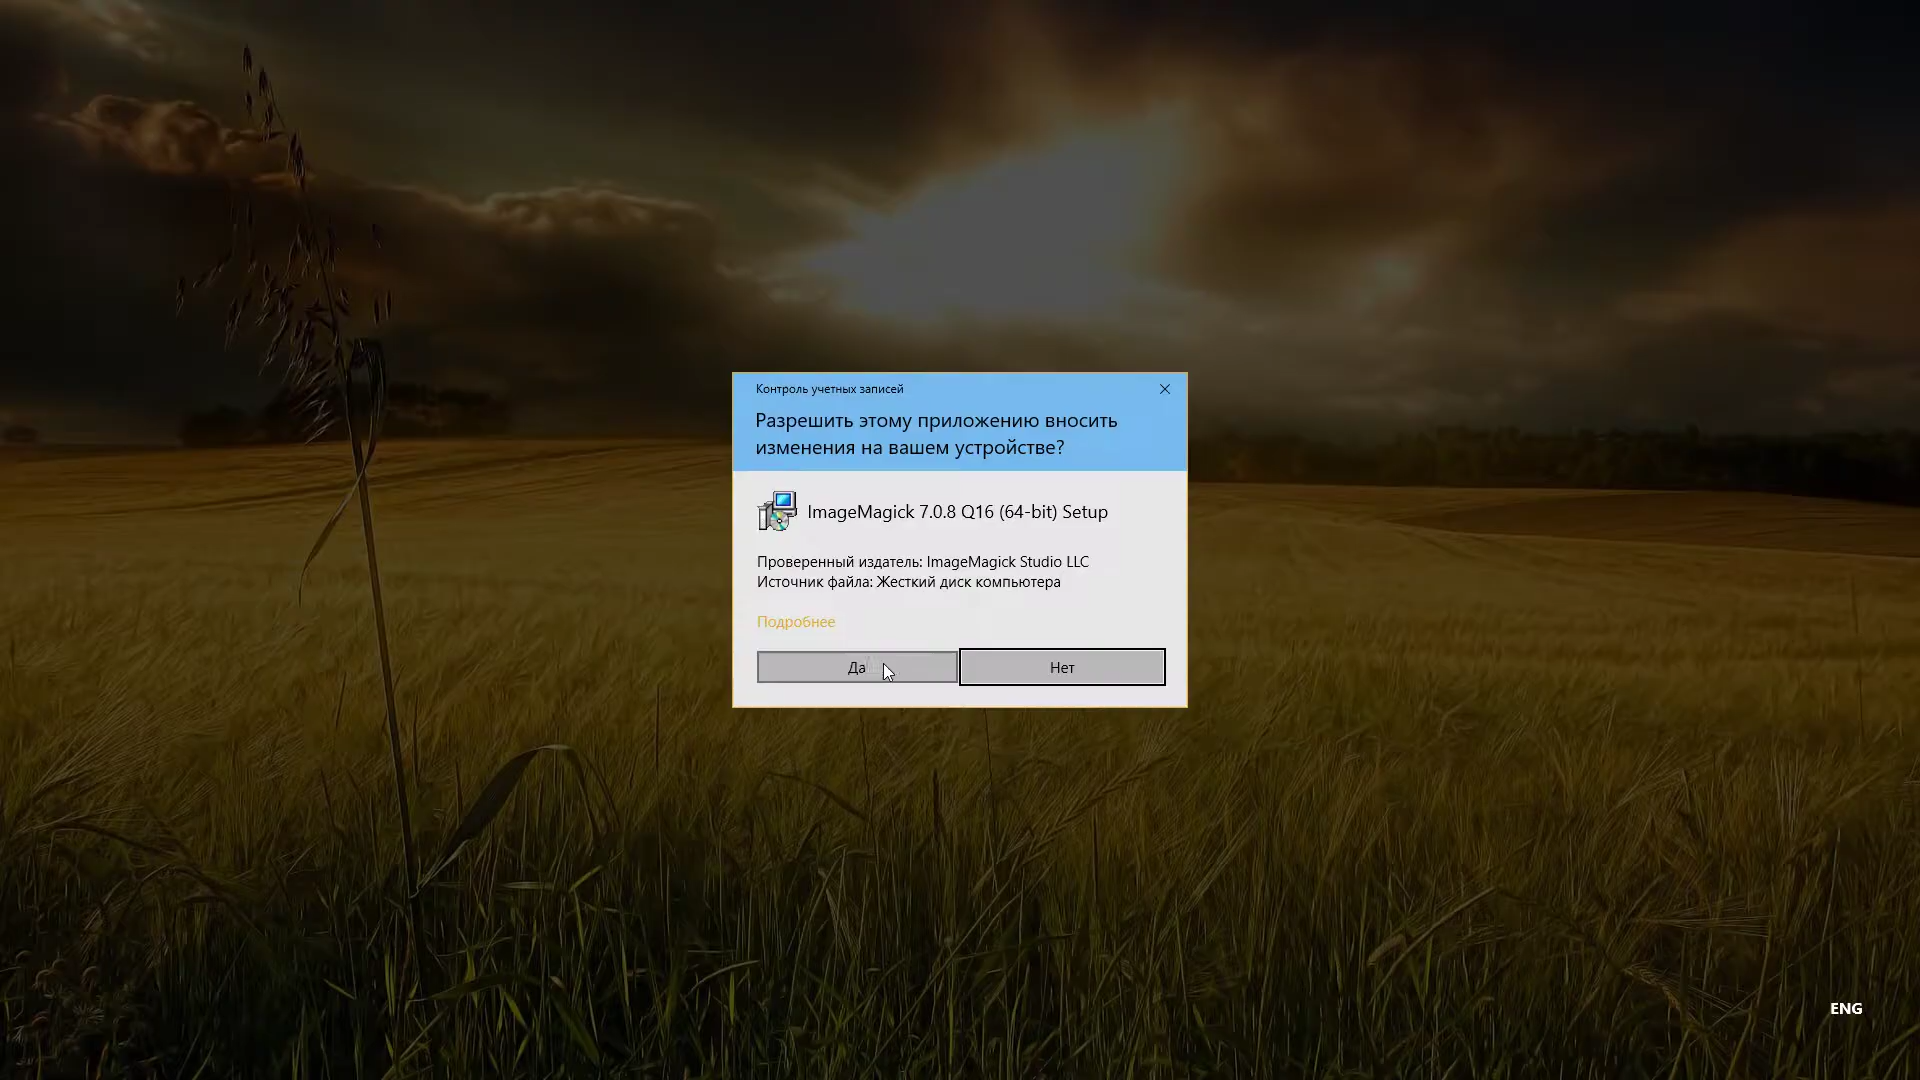 Контроль учетных записей
Разрешить этому приложению вносить
изменения на вашем устройстве?
ImageMagick 7.0.8 Q16 (64-bit) Setup
Проверенный издатель: ImageMagick Studio LLC
Источник файла: Жесткий диск компьютера
Подробнее
Да
Нет
ENG